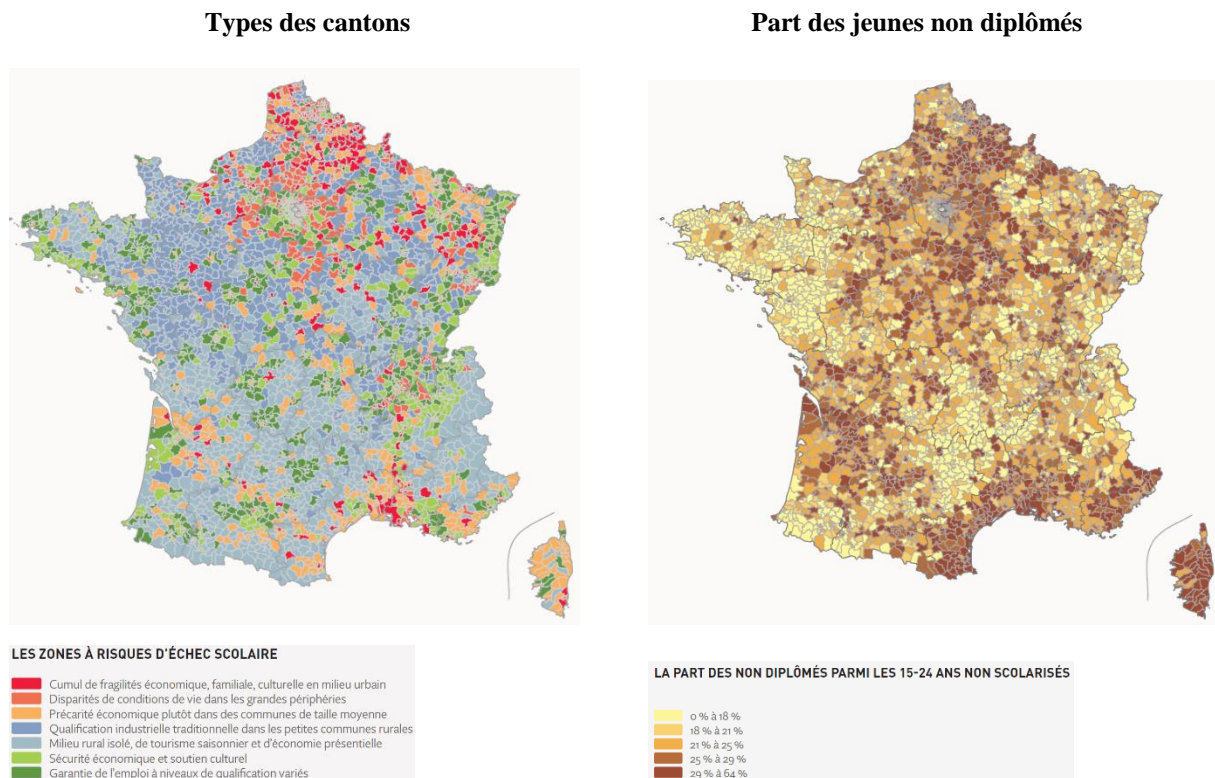 Types des cantons
Part des jeunes non diplômés
LES ZONES À RISQUES D'ÉCHEC SCOLAIRE
Cumul de fragilités économique, familiale, culturelle en milieu urbain
Disparités de conditions de vie dans les grandes périphéries
Précarité économique plutôt dans des communes de taille moyenne
Qualification industrielle traditionnelle dans les petites communes rurales
Milieu rural isolé, de tourisme saisonnier et d'économie présentielle
Sécurité économique et soutien culturel
Garantie de l'emploi à niveaux de qualification variés
LA PART DES NON DIPLÔMÉS PARMI LES 15-24 ANS NON SCOLARISÉS
0 % à 18 %
18 % à 21 %
21 % à 25 %
25 % à 29 %
29 % à 64 %